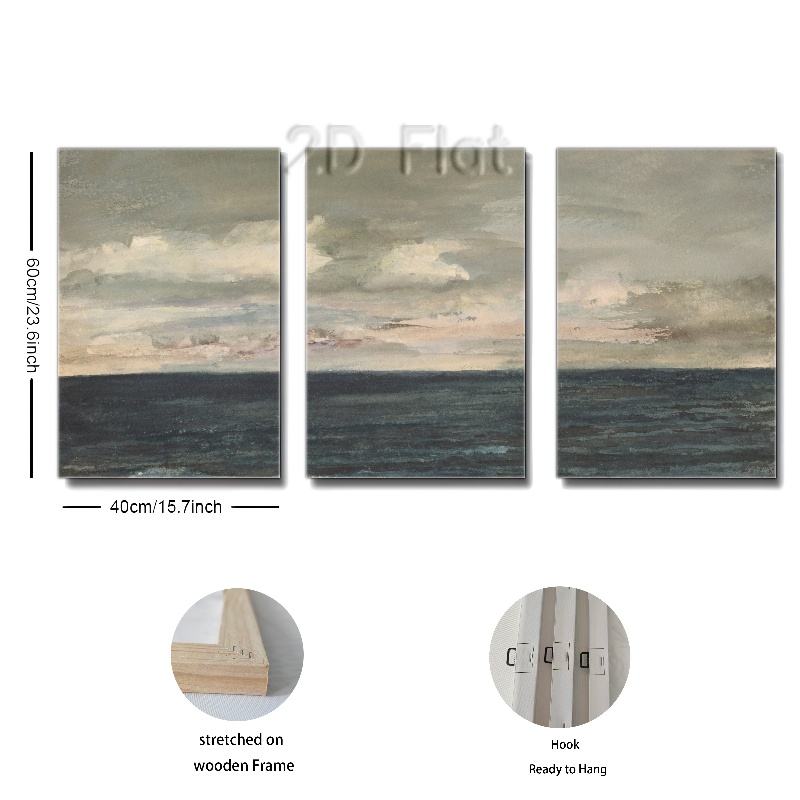 2D Flat
60cm/23.6inch
40cm/15.7inch
stretched on
wooden Frame
Hook
Ready to Hang